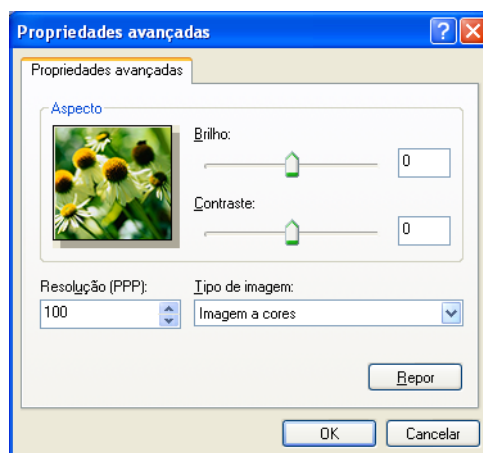 Propriedades avançadas
Propriedades avançadas
Aspecto
Brilho:
0
Contraste:
0
Resolução (PPP):
Tipo de imagem:
100
Imagem a cores
Repor
OK
Cancelar